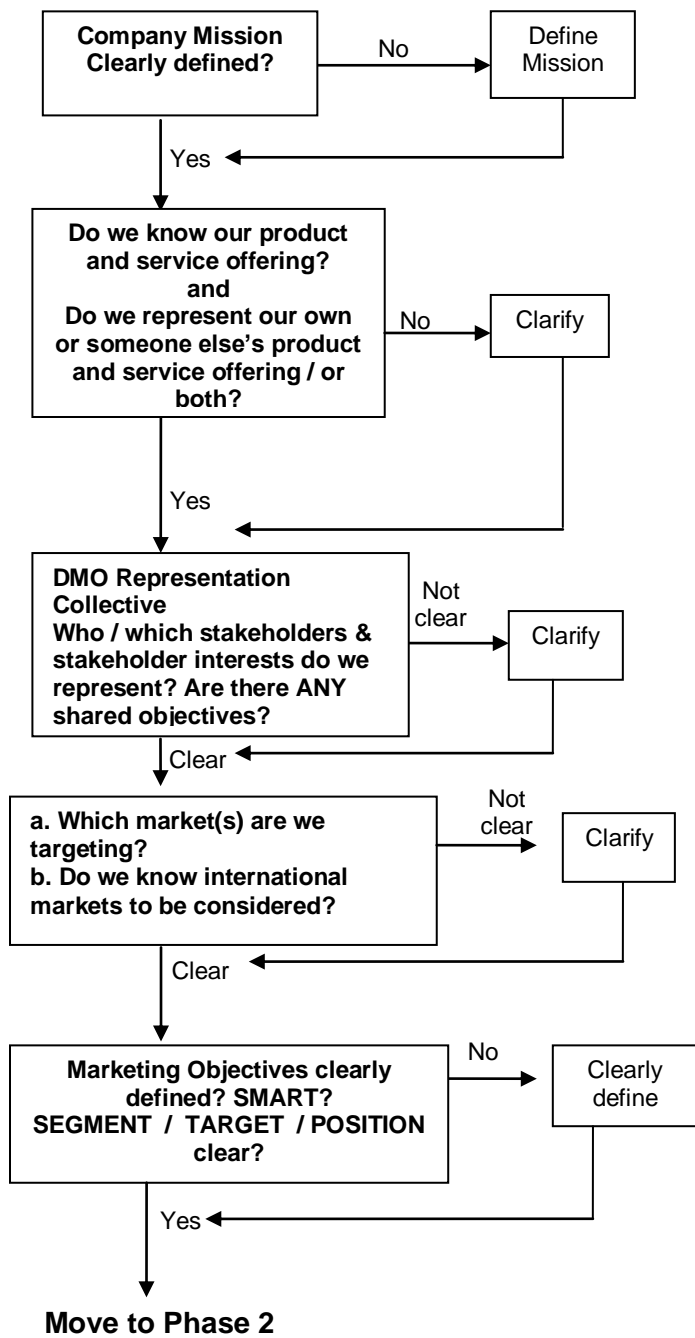 Company Mission
Clearly defined?
No
Define
Mission
Yes
Do we know our product
and service offering?
and
Do we represent our own
or someone else's product
and service offering / or
both?
No
Clarify
Yes
DMO Representation
Collective
Who / which stakeholders &
stakeholder interests do we
represent? Are there ANY
shared objectives?
Not
clear
Clarify
Clear
a. Which market(s) are we
targeting?
b. Do we know international
markets to be considered?
Not
clear
Clarify
Clear
Marketing Objectives clearly
defined? SMART?
SEGMENT / TARGET / POSITION
clear?
No
Clearly
define
Yes
Move to Phase 2